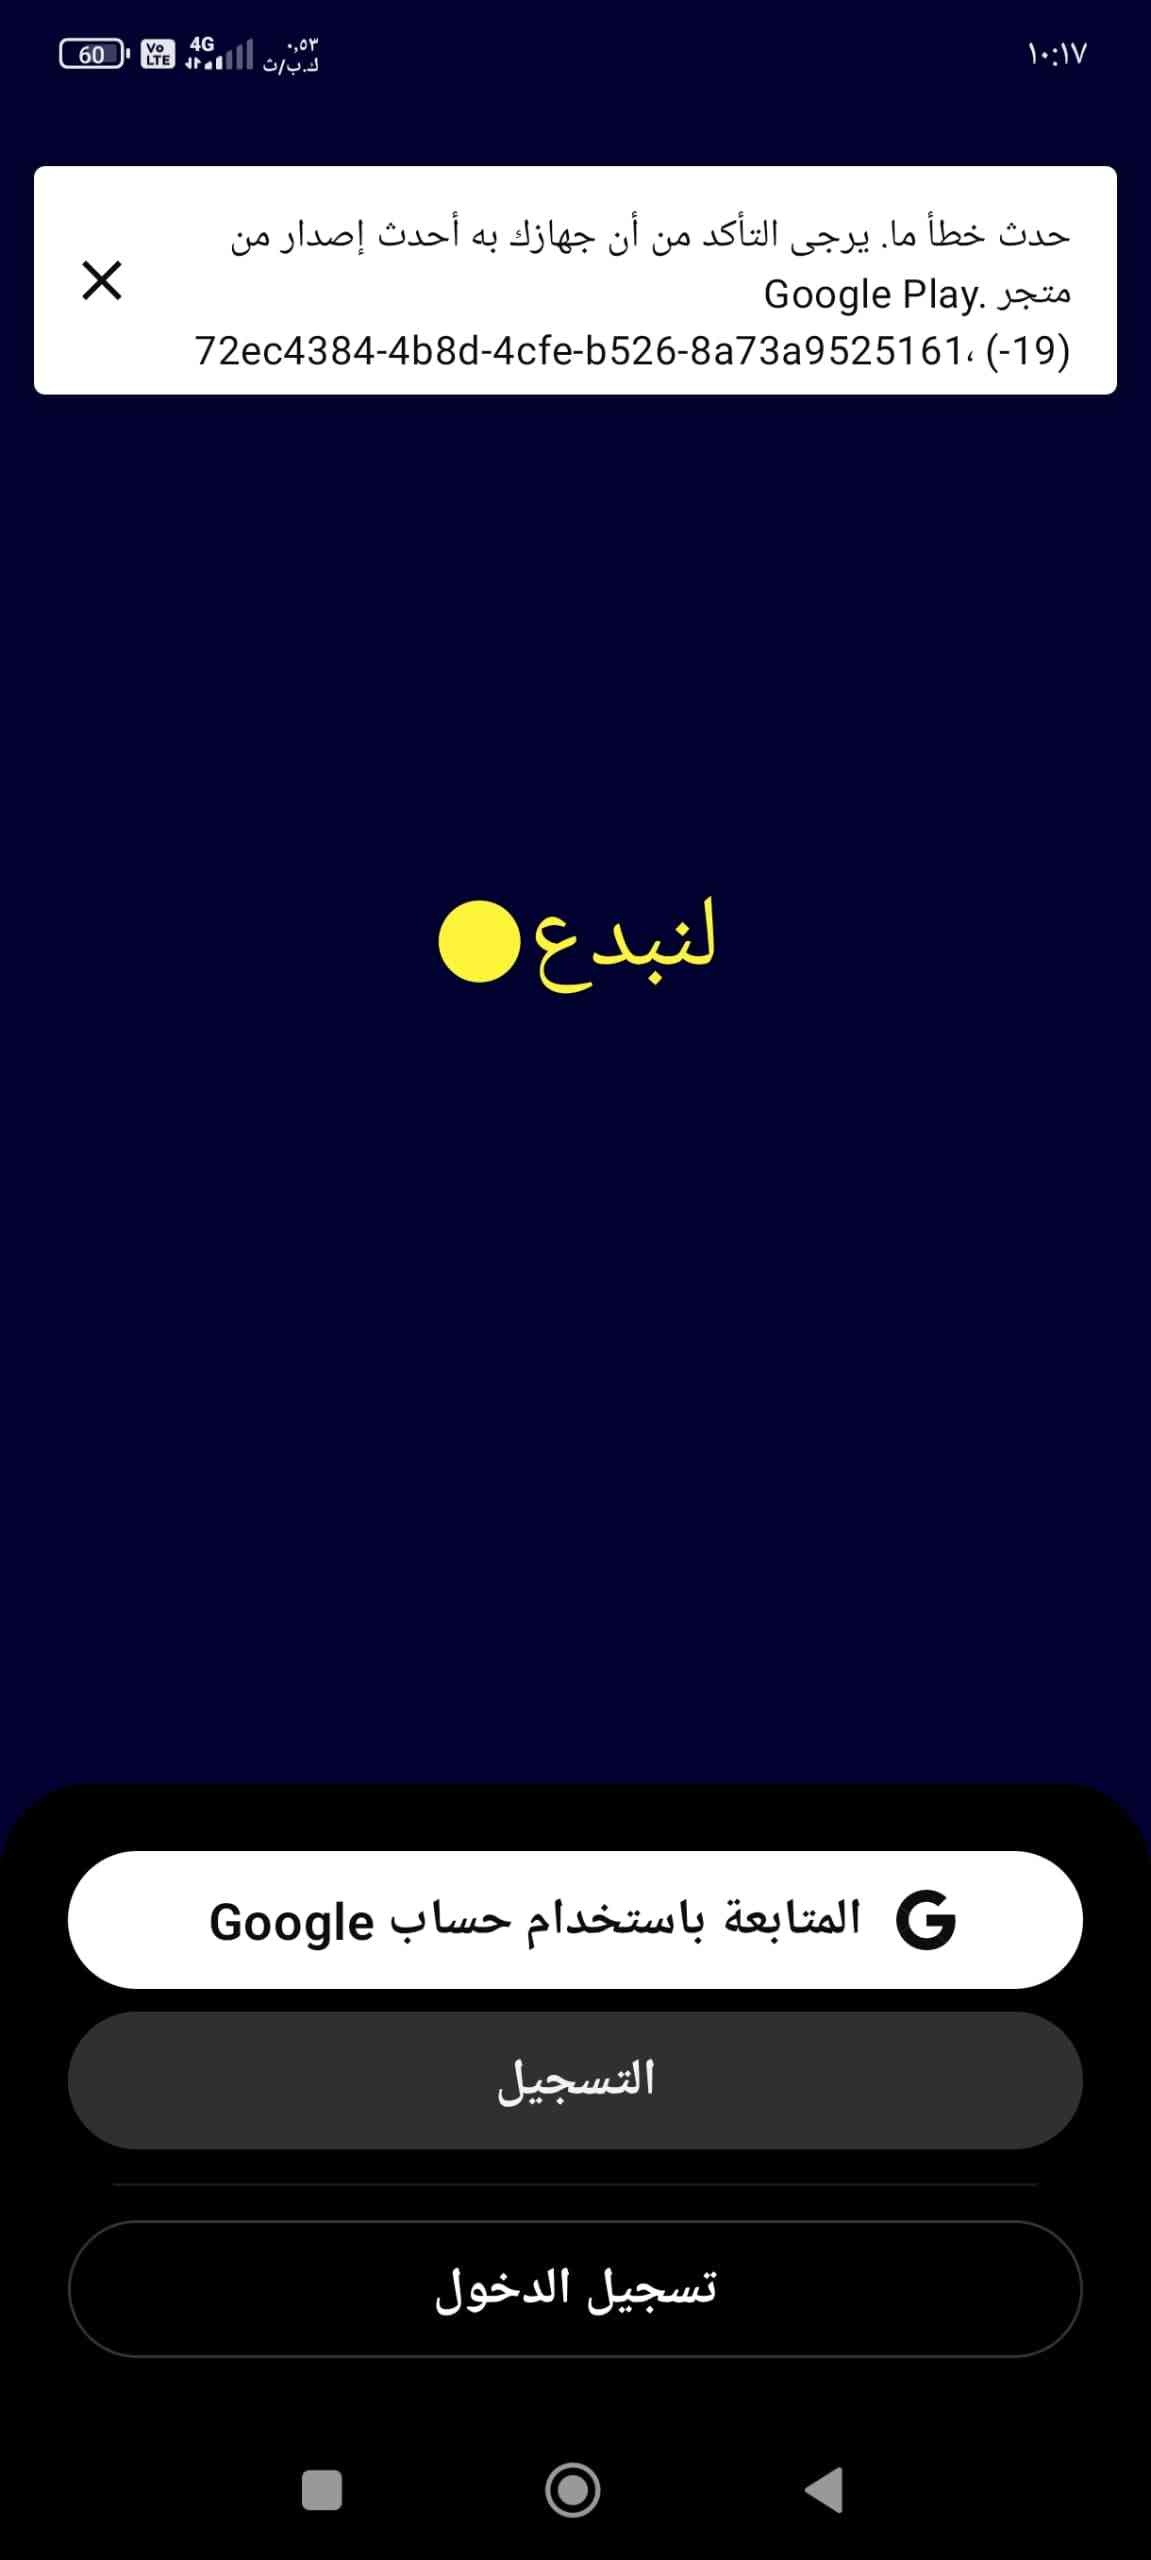 60 Vo LTE 4G ٠,٥٣ ك.ب/ث
١٠:١٧
حدث خطأ ما. يرجى التأكد من أن جهازك به أحدث إصدار من
متجر Google Play.
72ec4384-4b8d-4cfe-b526-8a73a9525161، (-19)
لنبدع
المتابعة باستخدام حساب Google
التسجيل
تسجيل الدخول